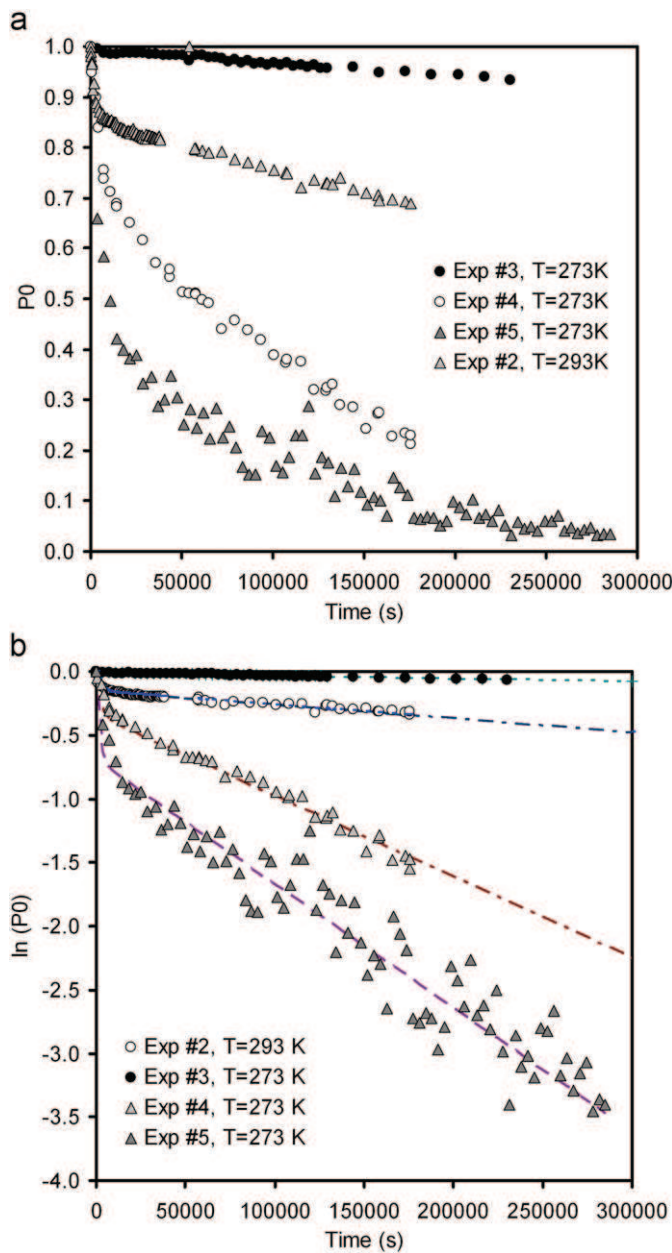 a
1.0
0.9
0.8
0.7
0.6
0.5
0.4
0.3
0.2
0.1
0.0
P0
Exp #3, T=273K
Exp #4, T=273K
Exp #5, T=273K
Exp #2, T=293K
0 50000 100000 150000 200000 250000 300000
Time (s)
b
0.0
-0.5
-1.0
-1.5
-2.0
-2.5
-3.0
-3.5
-4.0
ln (P0)
Exp #2, T=293 K
Exp #3, T=273 K
Exp #4, T=273 K
Exp #5, T=273 K
0 50000 100000 150000 200000 250000 300000
Time (s)